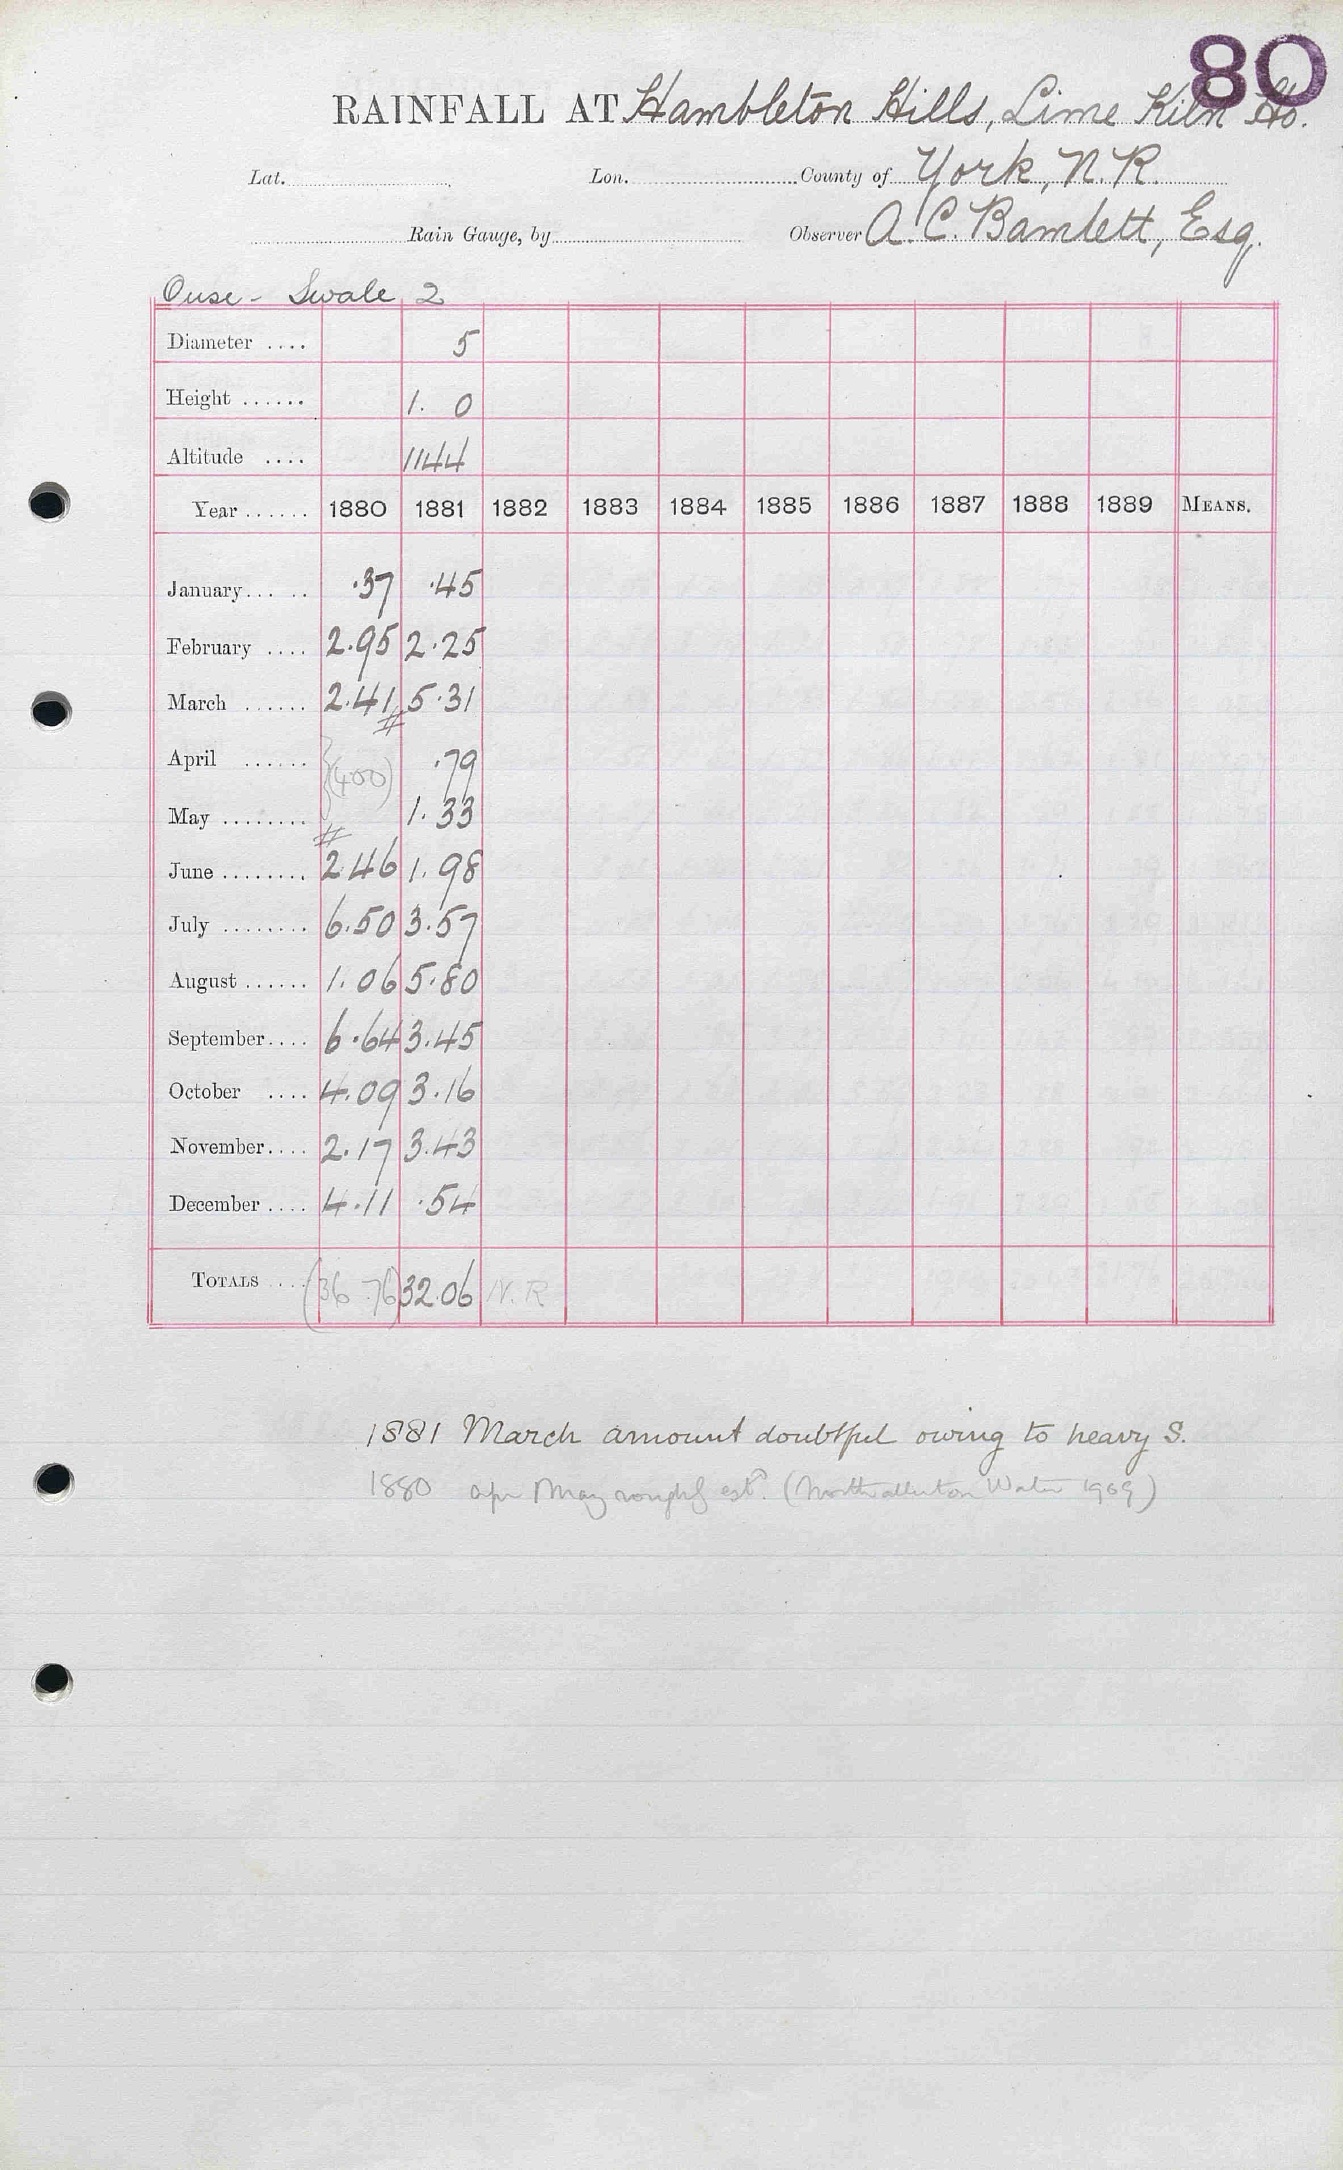 80
RAINFALL AT Hambleton Hills, Lime Kiln Ho.
Lat. Lon. County of York, N.R.
Rain Gauge, by Observer A. C. Bamlett, Esq.
Ouse - Swale 2
Diameter .... 5
Height ...... 1. 0
Altitude .... 1144
Year ...... 1880 1881 1882 1883 1884 1885 1886 1887 1888 1889 MEANS.
January ... .. .37 .45
February .... 2.95 2.25
March ...... 2.41 5.31
April ...... (4.00) .79
May ........ 1.33
June ........ 2.46 1.98
July ........ 6.50 3.57
August ...... 1.06 5.80
September .... 6.64 3.45
October .... 4.09 3.16
November .... 2.17 3.43
December .... 4.11 .54
TOTALS .... (36.76) 32.06 N.R
1881 March amount doubtful owing to heavy S.
1880 apr May roughly estd. (Northallerton Water 1909)